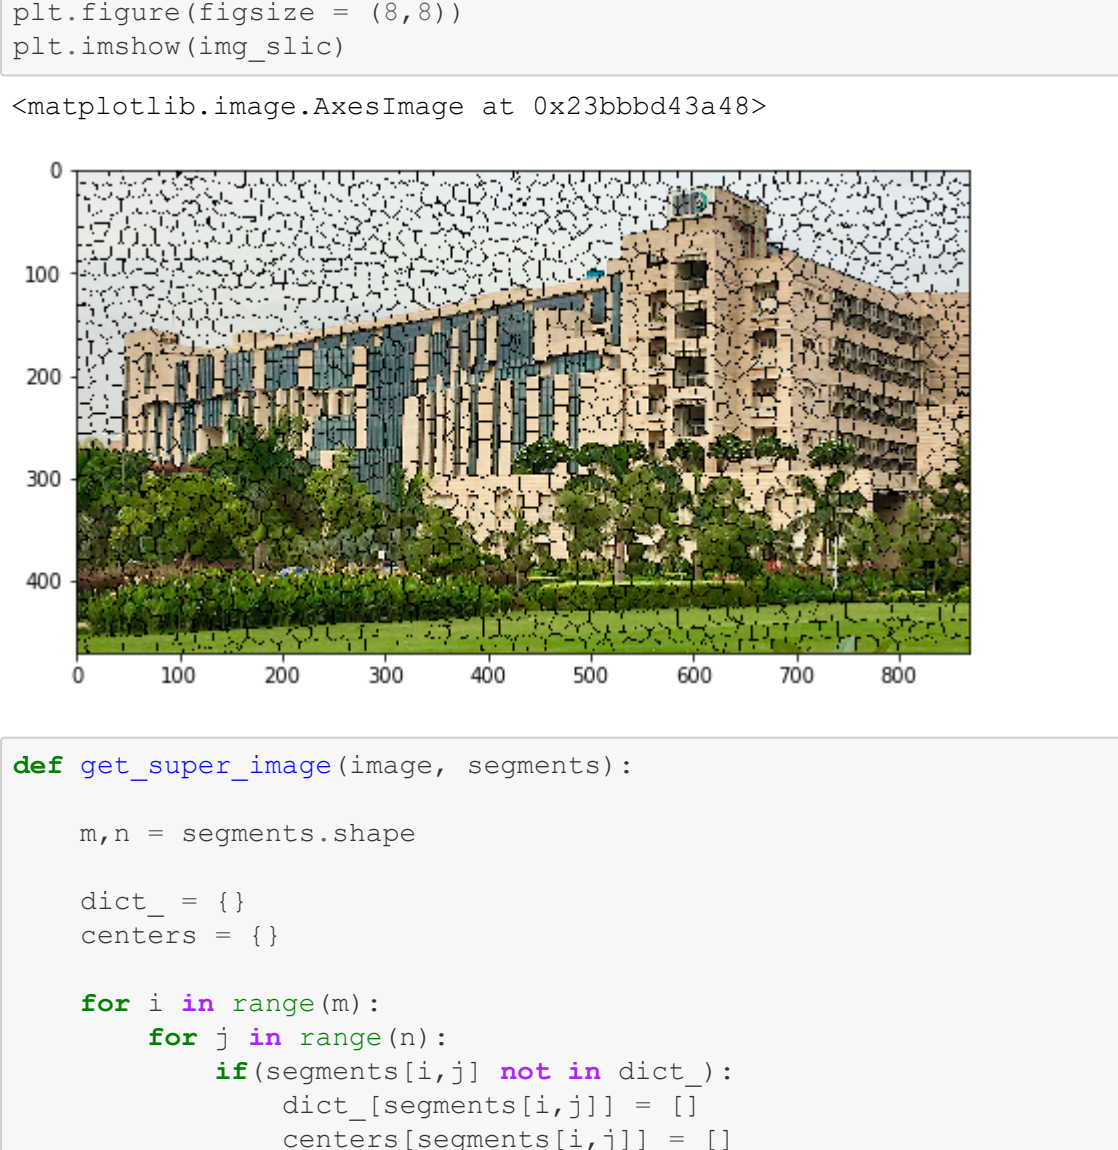 plt.figure(figsize = (8,8))
plt.imshow(img_slic)
<matplotlib.image.AxesImage at 0x23bbbd43a48>
0
100
200
300
400
0 100 200 300 400 500 600 700 800
def get_super_image(image, segments):
    m,n = segments.shape
    dict_ = {}
    centers = {}
    for i in range(m):
        for j in range(n):
            if(segments[i,j] not in dict_):
                dict_[segments[i,j]] = []
                centers[segments[i,j]] = []